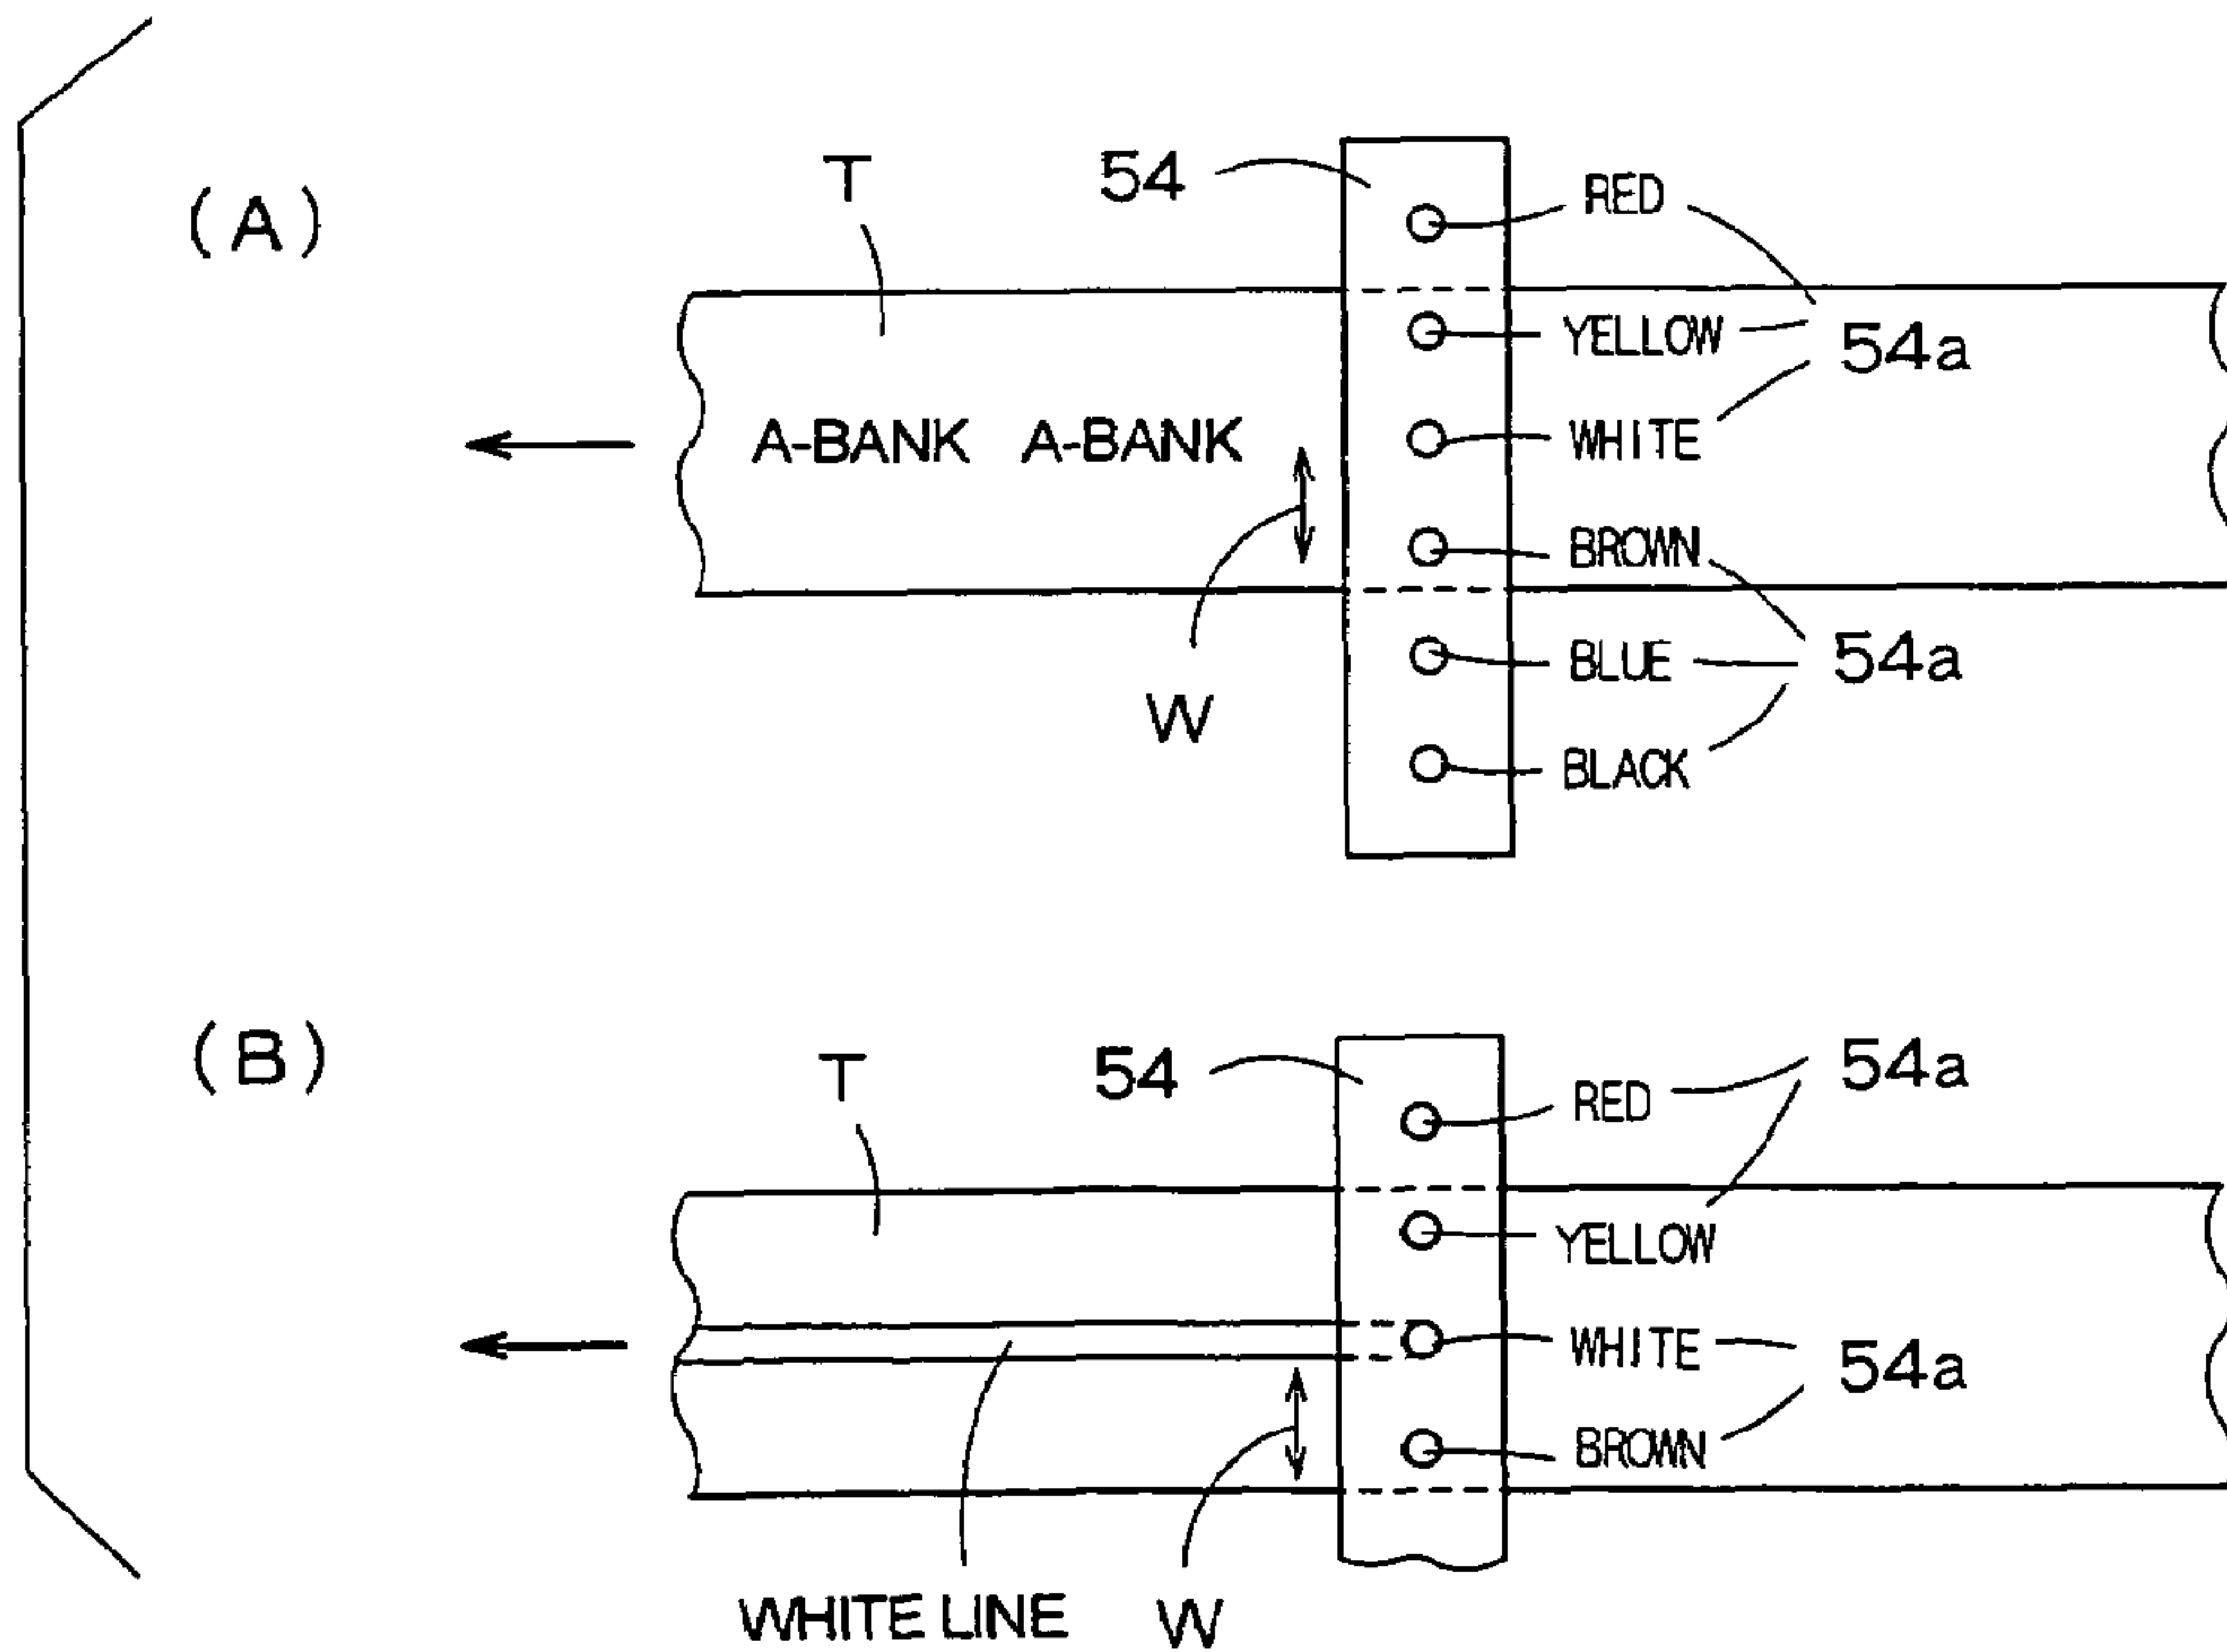 (A)
T
54
RED
YELLOW
54a
A-BANK A-BANK
WHITE
BROWN
BLUE
54a
W
BLACK
(B)
T
54
RED
54a
YELLOW
WHITE
54a
BROWN
WHITE LINE
W